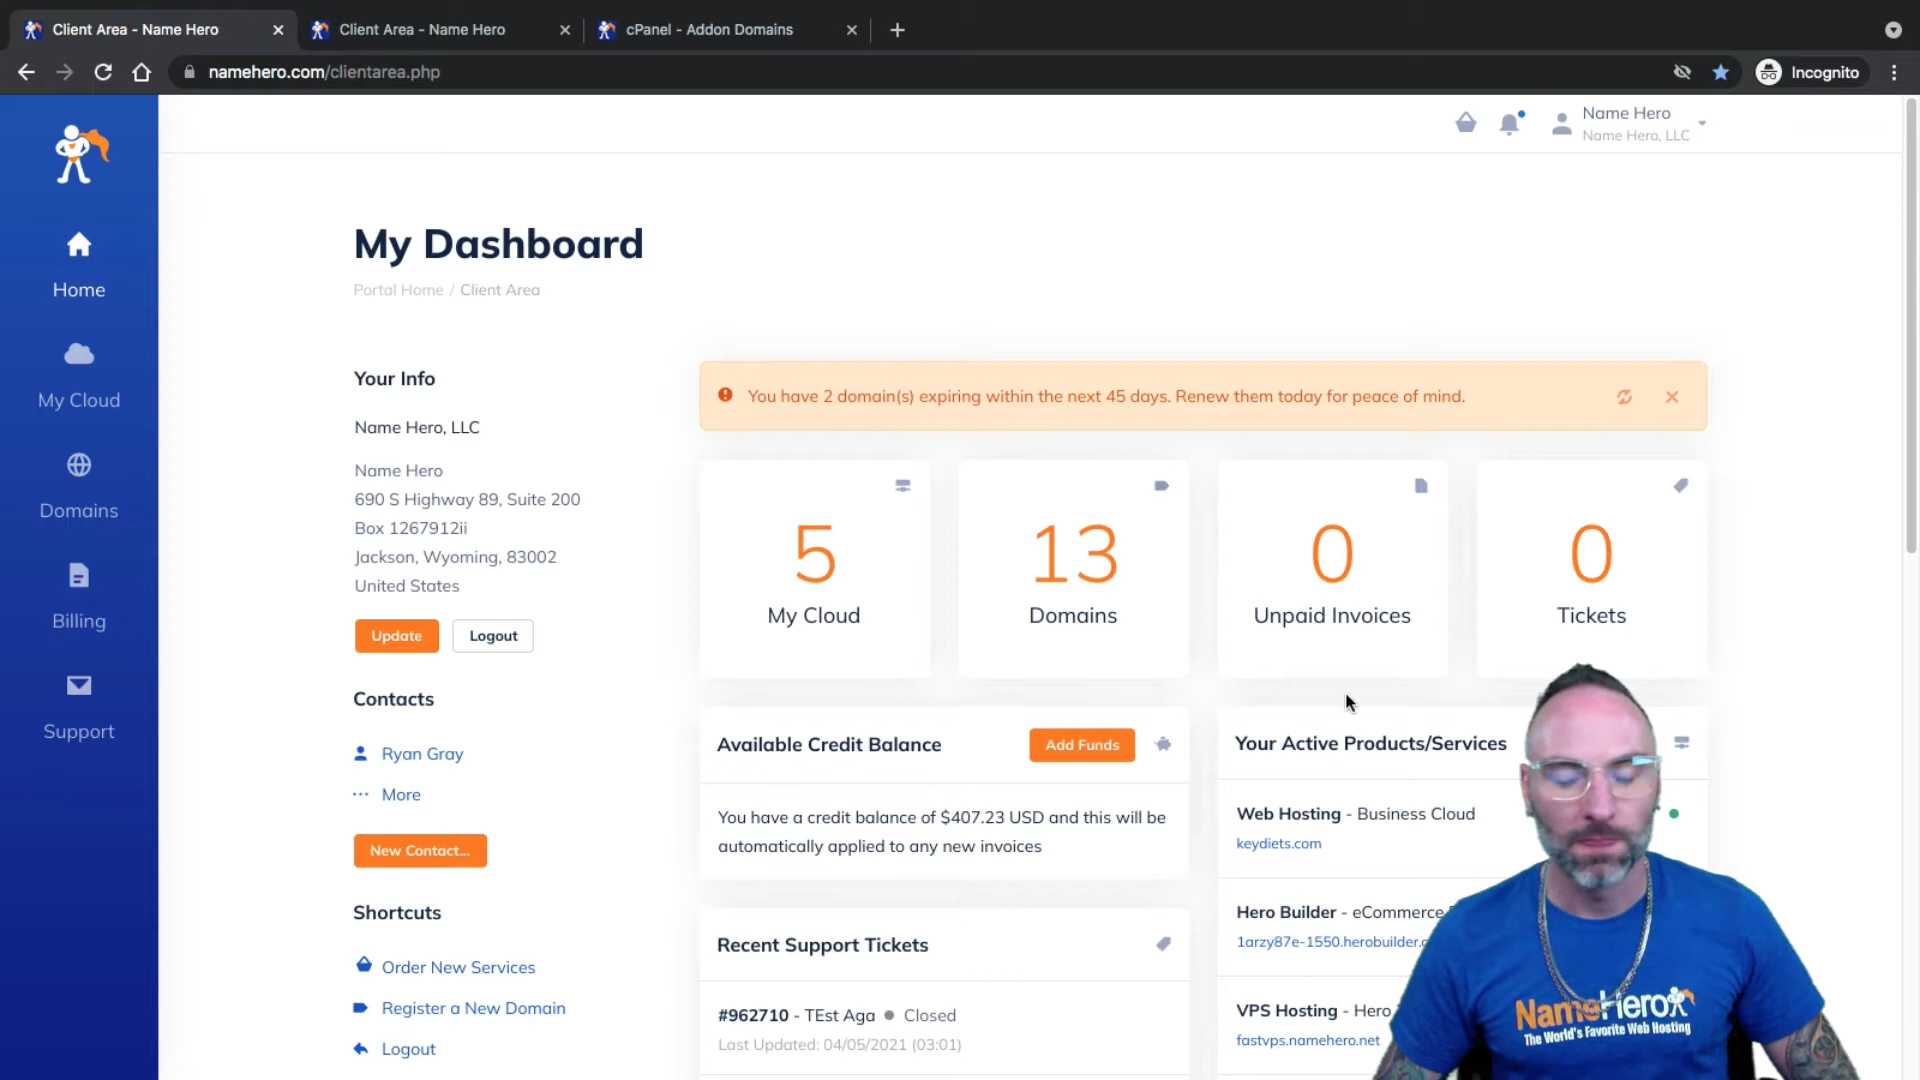 Client Area - Name Hero
Client Area - Name Hero
cPanel - Addon Domains
namehero.com/clientarea.php
Incognito
Name Hero
Name Hero, LLC
Home
My Cloud
Domains
Billing
Support
My Dashboard
Portal Home / Client Area
Your Info
Name Hero, LLC
Name Hero
690 S Highway 89, Suite 200
Box 1267912ii
Jackson, Wyoming, 83002
United States
Update
Logout
Contacts
Ryan Gray
More
New Contact...
Shortcuts
Order New Services
Register a New Domain
Logout
You have 2 domain(s) expiring within the next 45 days. Renew them today for peace of mind.
5
My Cloud
13
Domains
0
Unpaid Invoices
0
Tickets
Available Credit Balance
Add Funds
You have a credit balance of $407.23 USD and this will be
automatically applied to any new invoices
Recent Support Tickets
#962710 - TEst Aga Closed
Last Updated: 04/05/2021 (03:01)
Your Active Products/Services
Web Hosting - Business Cloud
keydiets.com
Hero Builder - eCommerce
1arzy87e-1550.herobuilder.
VPS Hosting - Hero
fastvps.namehero.net
NameHero
The World's Favorite Web Hosting